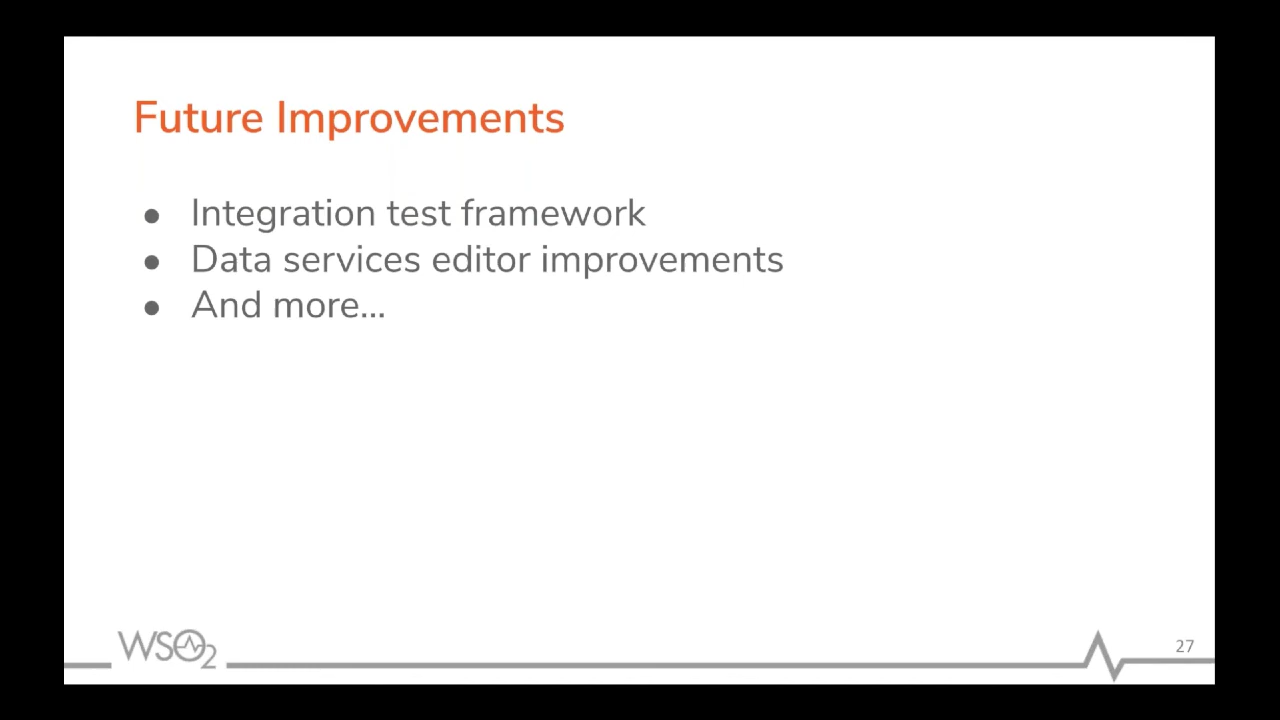 Future Improvements
● Integration test framework
● Data services editor improvements
● And more...
WSO2
27